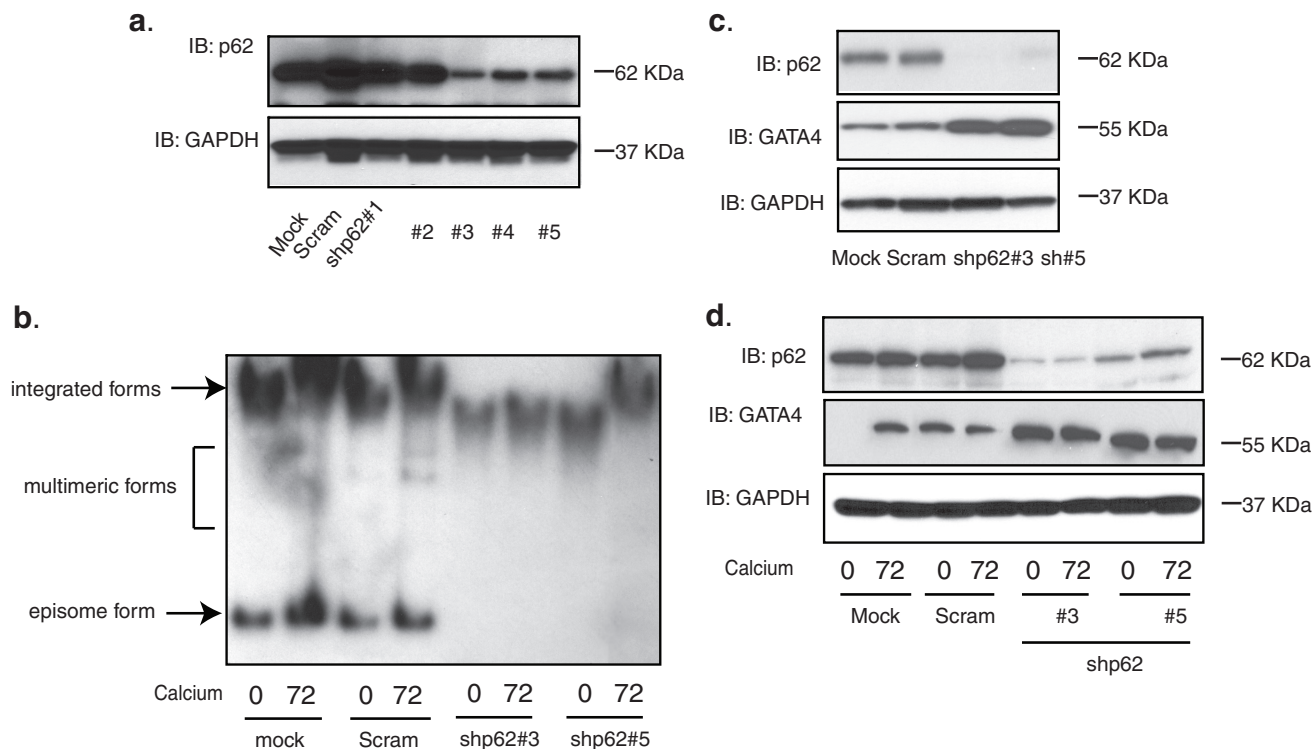 a.
IB: p62
62 KDa
IB: GAPDH
37 KDa
Mock
Scram
shp62#1
#2 #3 #4 #5
b.
integrated forms
multimeric forms
episome form
Calcium 0 72 0 72 0 72 0 72
mock Scram shp62#3 shp62#5
c.
IB: p62
62 KDa
IB: GATA4
55 KDa
IB: GAPDH
37 KDa
Mock Scram shp62#3 sh#5
d.
IB: p62
62 KDa
IB: GATA4
55 KDa
IB: GAPDH
37 KDa
Calcium 0 72 0 72 0 72 0 72
Mock Scram #3 #5
shp62